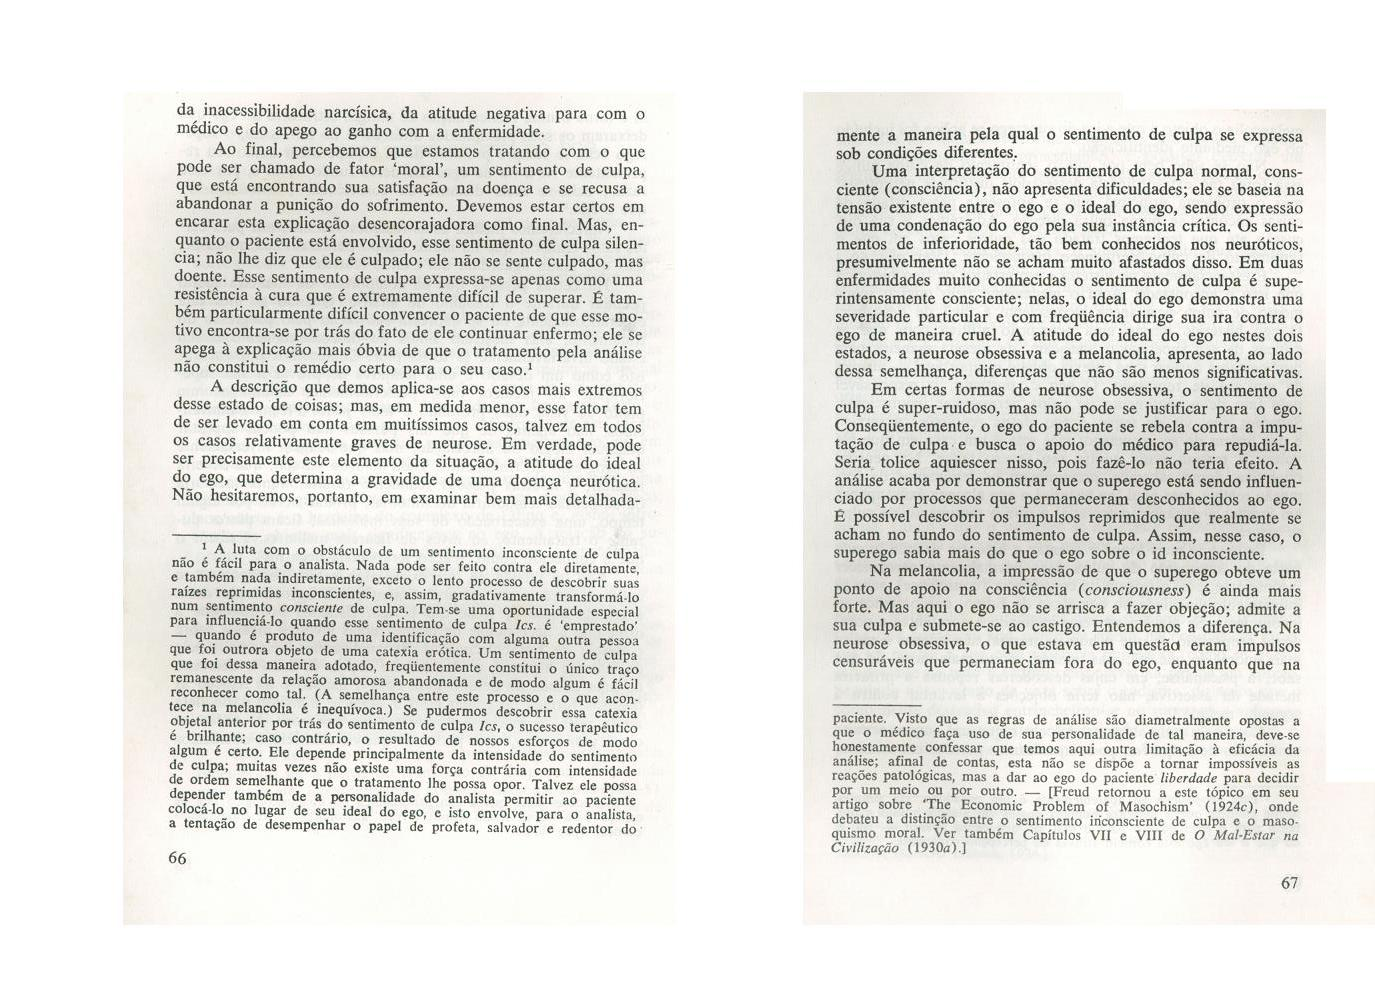 da inacessibilidade narcísica, da atitude negativa para com o
médico e do apego ao ganho com a enfermidade.
Ao final, percebemos que estamos tratando com o que
pode ser chamado de fator ‘moral’, um sentimento de culpa,
que está encontrando sua satisfação na doença e se recusa a
abandonar a punição do sofrimento. Devemos estar certos em
encarar esta explicação desencorajadora como final. Mas, en-
quanto o paciente está envolvido, esse sentimento de culpa silen-
cia; não lhe diz que ele é culpado; ele não se sente culpado, mas
doente. Esse sentimento de culpa expressa-se apenas como uma
resistência à cura que é extremamente difícil de superar. É tam-
bém particularmente difícil convencer o paciente de que esse mo-
tivo encontra-se por trás do fato de ele continuar enfermo; ele se
apega à explicação mais óbvia de que o tratamento pela análise
não constitui o remédio certo para o seu caso.¹
A descrição que demos aplica-se aos casos mais extremos
desse estado de coisas; mas, em medida menor, esse fator tem
de ser levado em conta em muitíssimos casos, talvez em todos
os casos relativamente graves de neurose. Em verdade, pode
ser precisamente este elemento da situação, a atitude do ideal
do ego, que determina a gravidade de uma doença neurótica.
Não hesitaremos, portanto, em examinar bem mais detalhada-
¹ A luta com o obstáculo de um sentimento inconsciente de culpa
não é fácil para o analista. Nada pode ser feito contra ele diretamente,
e também nada indiretamente, exceto o lento processo de descobrir suas
raízes reprimidas inconscientes, e, assim, gradativamente transformá-lo
num sentimento consciente de culpa. Tem-se uma oportunidade especial
para influenciá-lo quando esse sentimento de culpa Ics. é ‘emprestado’
— quando é produto de uma identificação com alguma outra pessoa
que foi outrora objeto de uma catexia erótica. Um sentimento de culpa
que foi dessa maneira adotado, freqüentemente constitui o único traço
remanescente da relação amorosa abandonada e de modo algum é fácil
reconhecer como tal. (A semelhança entre este processo e o que acon-
tece na melancolia é inequívoca.) Se pudermos descobrir essa catexia
objetal anterior por trás do sentimento de culpa Ics, o sucesso terapêutico
é brilhante; caso contrário, o resultado de nossos esforços de modo
algum é certo. Ele depende principalmente da intensidade do sentimento
de culpa; muitas vezes não existe uma força contrária com intensidade
de ordem semelhante que o tratamento lhe possa opor. Talvez ele possa
depender também de a personalidade do analista permitir ao paciente
colocá-lo no lugar de seu ideal do ego, e isto envolve, para o analista,
a tentação de desempenhar o papel de profeta, salvador e redentor do
66
mente a maneira pela qual o sentimento de culpa se expressa
sob condições diferentes.
Uma interpretação do sentimento de culpa normal, cons-
ciente (consciência), não apresenta dificuldades; ele se baseia na
tensão existente entre o ego e o ideal do ego, sendo expressão
de uma condenação do ego pela sua instância crítica. Os senti-
mentos de inferioridade, tão bem conhecidos nos neuróticos,
presumivelmente não se acham muito afastados disso. Em duas
enfermidades muito conhecidas o sentimento de culpa é supe-
rintensamente consciente; nelas, o ideal do ego demonstra uma
severidade particular e com freqüência dirige sua ira contra o
ego de maneira cruel. A atitude do ideal do ego nestes dois
estados, a neurose obsessiva e a melancolia, apresenta, ao lado
dessa semelhança, diferenças que não são menos significativas.
Em certas formas de neurose obsessiva, o sentimento de
culpa é super-ruidoso, mas não pode se justificar para o ego.
Conseqüentemente, o ego do paciente se rebela contra a impu-
tação de culpa e busca o apoio do médico para repudiá-la.
Seria tolice aquiescer nisso, pois fazê-lo não teria efeito. A
análise acaba por demonstrar que o superego está sendo influen-
ciado por processos que permaneceram desconhecidos ao ego.
É possível descobrir os impulsos reprimidos que realmente se
acham no fundo do sentimento de culpa. Assim, nesse caso, o
superego sabia mais do que o ego sobre o id inconsciente.
Na melancolia, a impressão de que o superego obteve um
ponto de apoio na consciência (consciousness) é ainda mais
forte. Mas aqui o ego não se arrisca a fazer objeção; admite a
sua culpa e submete-se ao castigo. Entendemos a diferença. Na
neurose obsessiva, o que estava em questão eram impulsos
censuráveis que permaneciam fora do ego, enquanto que na
paciente. Visto que as regras de análise são diametralmente opostas a
que o médico faça uso de sua personalidade de tal maneira, deve-se
honestamente confessar que temos aqui outra limitação à eficácia da
análise; afinal de contas, esta não se dispõe a tornar impossíveis as
reações patológicas, mas a dar ao ego do paciente liberdade para decidir
por um meio ou por outro. — [Freud retornou a este tópico em seu
artigo sobre ‘The Economic Problem of Masochism’ (1924c), onde
debateu a distinção entre o sentimento inconsciente de culpa e o maso-
quismo moral. Ver também Capítulos VII e VIII de O Mal-Estar na
Civilização (1930a).]
67